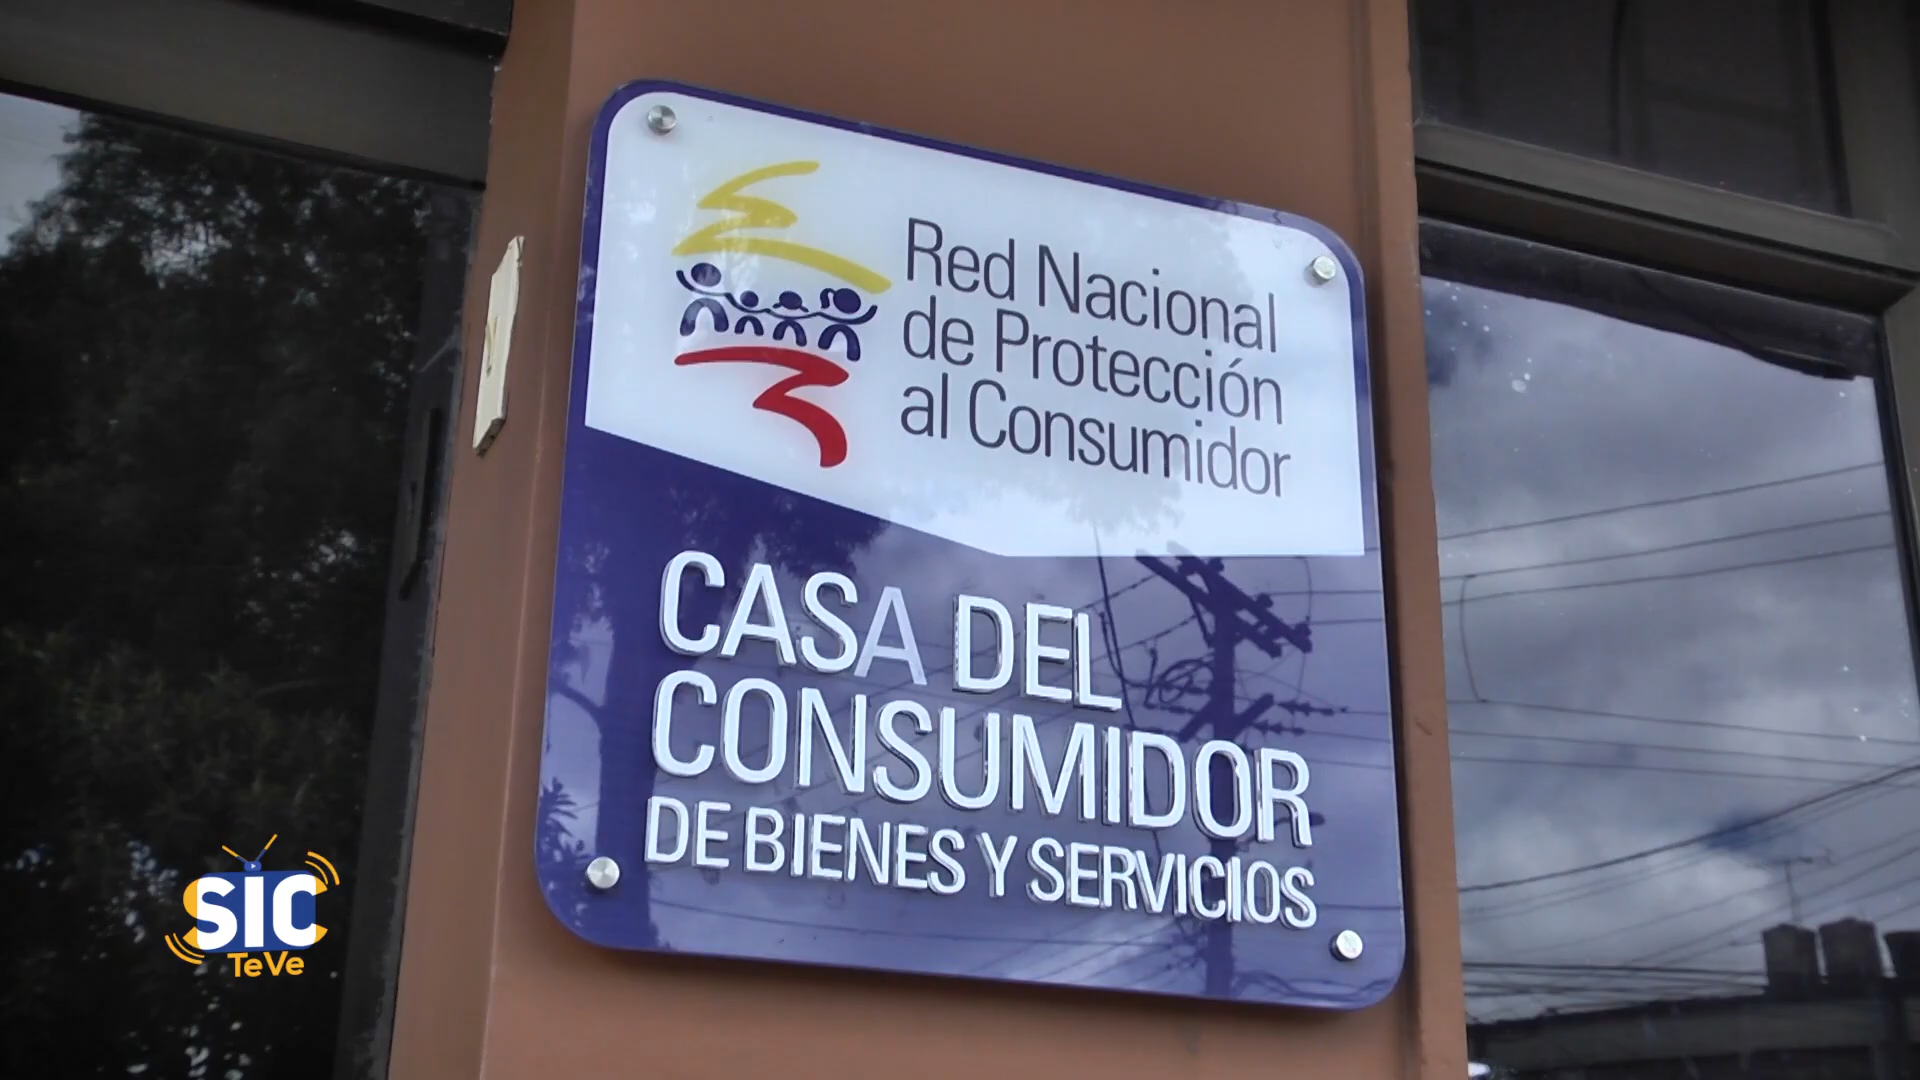 Red Nacional
de Protección
al Consumidor
CASA DEL
CONSUMIDOR
DE BIENES Y SERVICIOS
SIC
TeVe